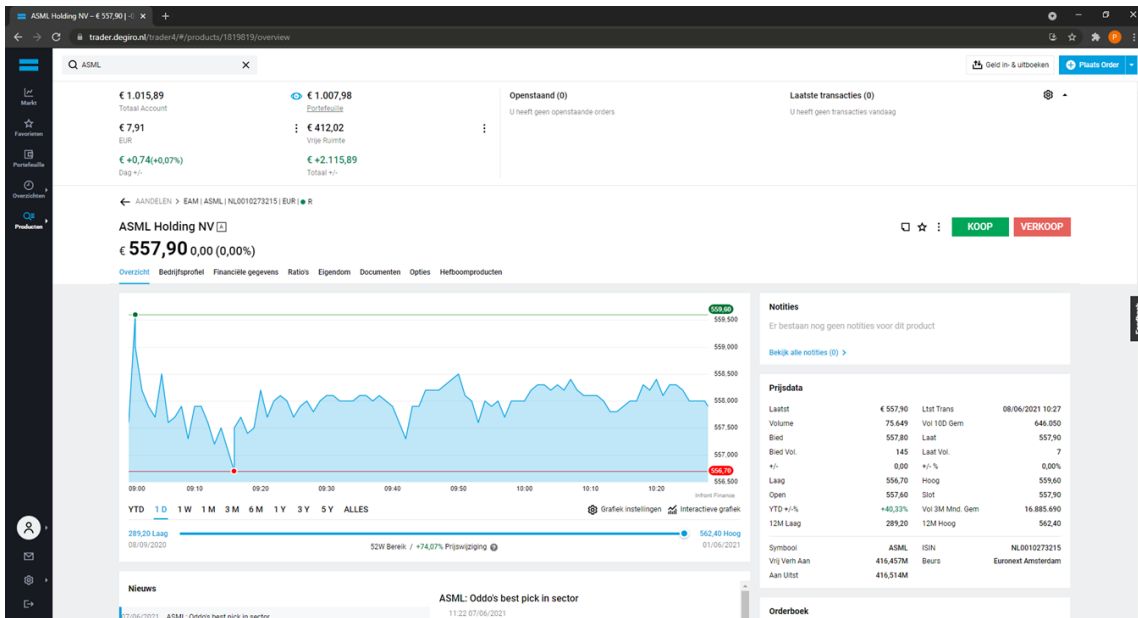 ASML Holding NV – € 557,90 | -0
trader.degiro.nl/trader4/#/products/1819819/overview
P
ASML
Geld in- & uitboeken
Plaats Order
Markt
Favorieten
Portefeuille
Overzichten
Producten
€ 1.015,89
Totaal Account
€ 1.007,98
Portefeuille
€ 7,91
EUR
€ 412,02
Vrije Ruimte
€ +0,74(+0,07%)
Dag +/-
€ +2.115,89
Totaal +/-
Openstaand (0)
U heeft geen openstaande orders
Laatste transacties (0)
U heeft geen transacties vandaag
AANDELEN > EAM | ASML | NL0010273215 | EUR | R
ASML Holding NV A
€ 557,90 0,00 (0,00%)
KOOP
VERKOOP
Overzicht Bedrijfsprofiel Financiële gegevens Ratio's Eigendom Documenten Opties Hefboomproducten
559,60
559.500
559.000
558.500
558.000
557.500
557.000
556,70
556.500
09:00 09:10 09:20 09:30 09:40 09:50 10:00 10:10 10:20
Infront Finance
YTD 1 D 1 W 1 M 3 M 6 M 1 Y 3 Y 5 Y ALLES
Grafiek instellingen
Interactieve grafiek
289,20 Laag
562,40 Hoog
08/09/2020
52W Bereik / +74,07% Prijswijziging
01/06/2021
Nieuws
07/06/2021 ASML: Oddo's best pick in sector
ASML: Oddo's best pick in sector
11:22 07/06/2021
Notities
Er bestaan nog geen notities voor dit product
Bekijk alle notities (0) >
Prijsdata
Laatst € 557,90 Ltst Trans 08/06/2021 10:27
Volume 75.649 Vol 10D Gem 646.050
Bied 557,80 Laat 557,90
Bied Vol. 145 Laat Vol. 7
+/- 0,00 +/- % 0,00%
Laag 556,70 Hoog 559,60
Open 557,60 Slot 557,90
YTD +/-% +40,33% Vol 3M Mnd. Gem 16.885.690
12M Laag 289,20 12M Hoog 562,40
Symbool ASML ISIN NL0010273215
Vrij Verh Aan 416,457M Beurs Euronext Amsterdam
Aan Uitst 416,514M
Orderboek